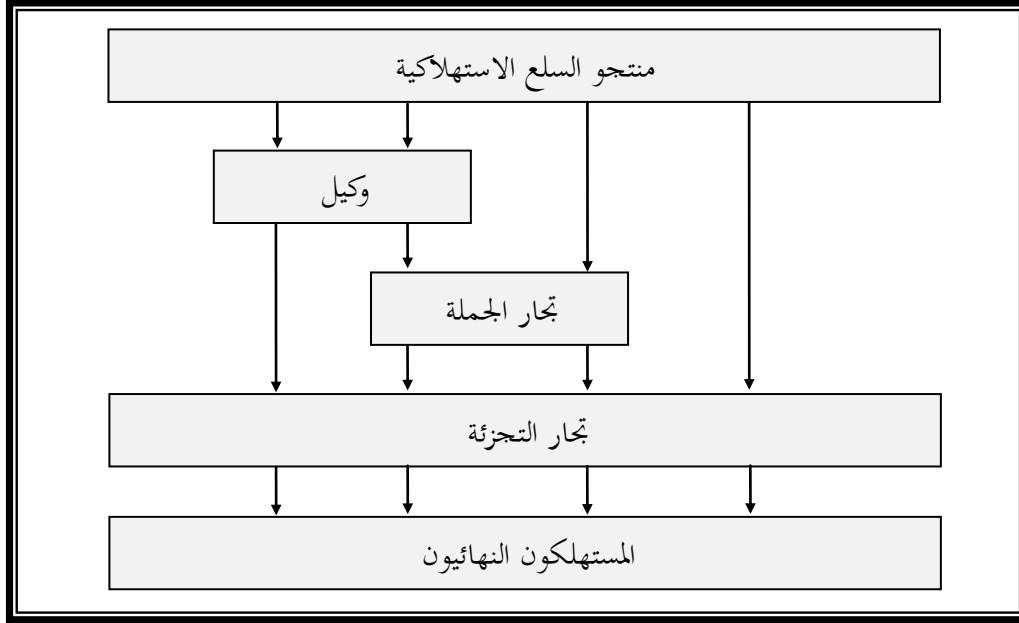 منتجو السلع الاستهلاكية
وكيل
تجار الجملة
تجار التجزئة
المستهلكون النهائيون